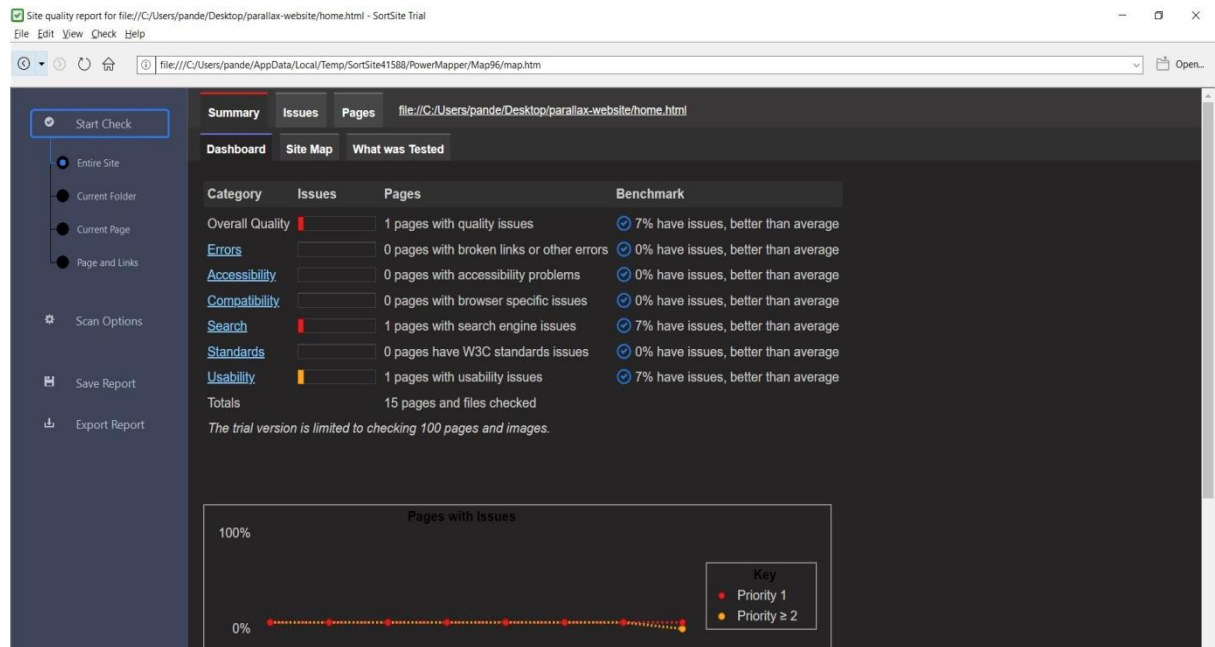 Site quality report for file://C:/Users/pande/Desktop/parallax-website/home.html - SortSite Trial
File Edit View Check Help
file:///C:/Users/pande/AppData/Local/Temp/SortSite41588/PowerMapper/Map96/map.htm
Open...
Start Check
Entire Site
Current Folder
Current Page
Page and Links
Scan Options
Save Report
Export Report
Summary Issues Pages file://C:/Users/pande/Desktop/parallax-website/home.html
Dashboard Site Map What was Tested
Category Issues Pages Benchmark
Overall Quality 1 pages with quality issues 7% have issues, better than average
Errors 0 pages with broken links or other errors 0% have issues, better than average
Accessibility 0 pages with accessibility problems 0% have issues, better than average
Compatibility 0 pages with browser specific issues 0% have issues, better than average
Search 1 pages with search engine issues 7% have issues, better than average
Standards 0 pages have W3C standards issues 0% have issues, better than average
Usability 1 pages with usability issues 7% have issues, better than average
Totals 15 pages and files checked
The trial version is limited to checking 100 pages and images.
Pages with Issues
100%
0%
Key
Priority 1
Priority ≥ 2